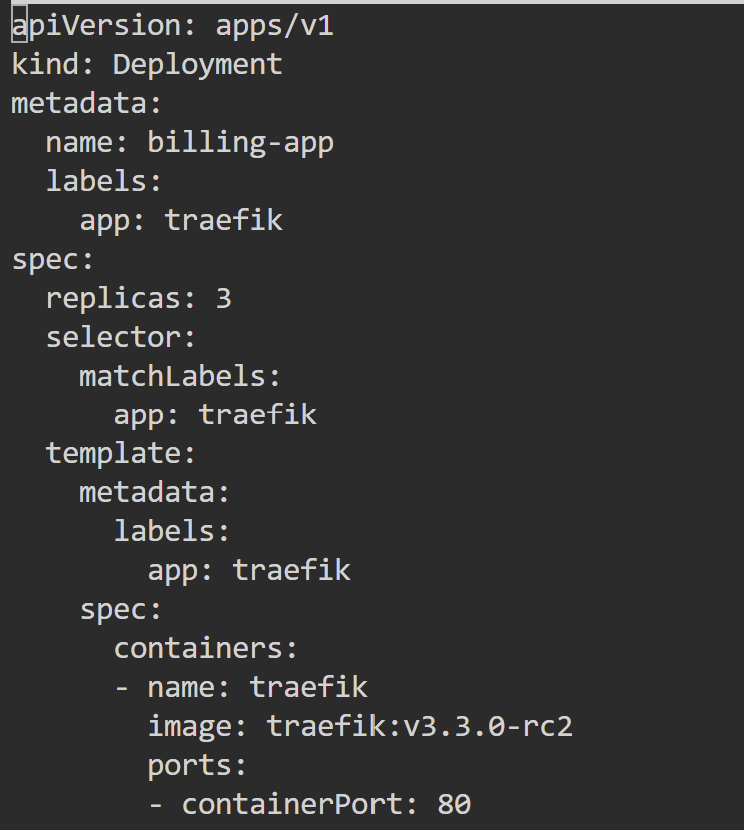 apiVersion: apps/v1
kind: Deployment
metadata:
  name: billing-app
  labels:
    app: traefik
spec:
  replicas: 3
  selector:
    matchLabels:
      app: traefik
  template:
    metadata:
      labels:
        app: traefik
    spec:
      containers:
      - name: traefik
        image: traefik:v3.3.0-rc2
        ports:
        - containerPort: 80